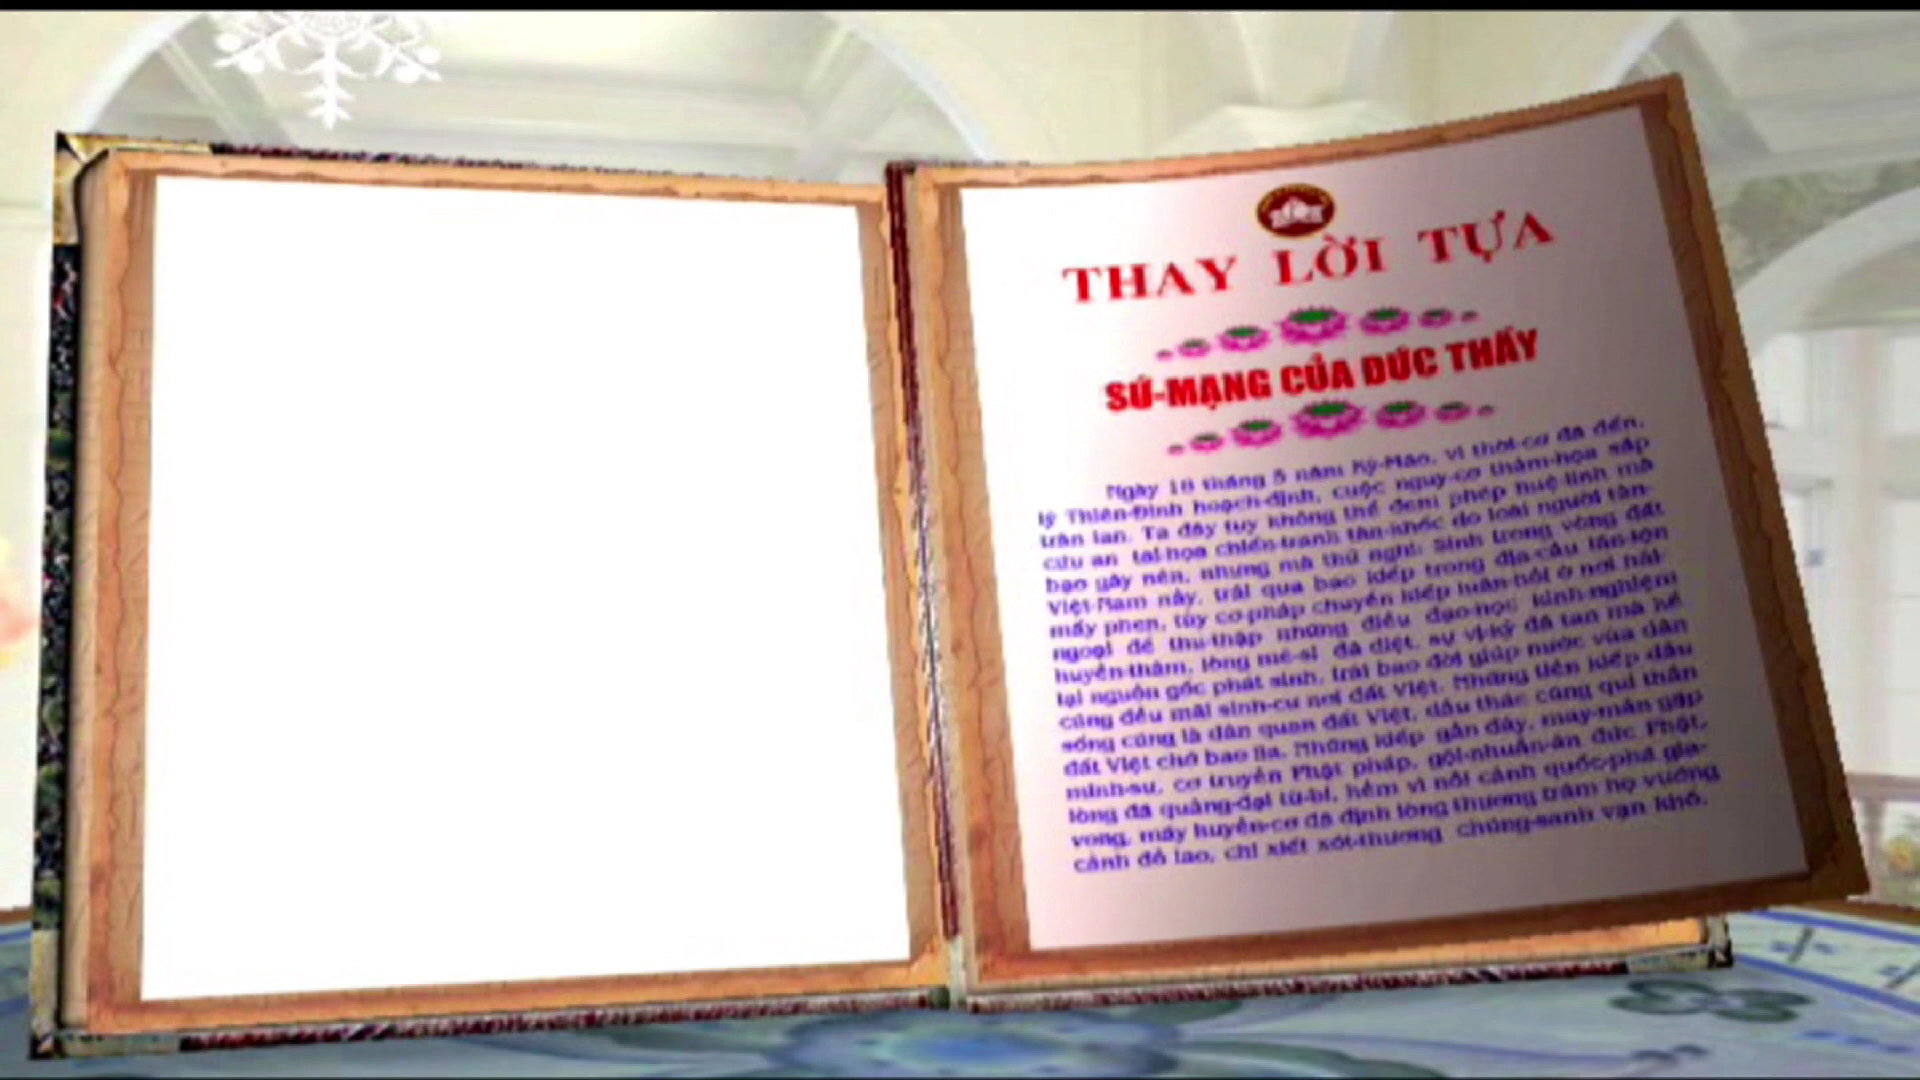 THAY LỜI TỰA
SỨ-MẠNG CỦA ĐỨC THẦY
Ngày 18 tháng 5 năm Kỷ-Mão, vì thời-cơ đã đến,
lý Thiên-Đình hoạch-định, cuộc nguy-cơ thảm-họa sắp
tràn lan. Ta đây tuy không thể đem phép huệ-linh mà
cứu an tai-họa chiến-tranh tàn-khốc do loài người tàn-
bạo gây nên, nhưng mà thử nghĩ: Sinh trong vòng đất
Việt-Nam nầy, trải qua bao kiếp trong địa-cầu lăn-lộn
mấy phen, tùy cơ-pháp chuyển kiếp luân-hồi ở nơi hải-
ngoại để thu-thập những điều đạo-học kinh-nghiệm
huyền-thâm, lòng mê-si đã diệt, sự vị-kỷ đã tan mà kể
lại nguồn gốc phát sinh, trải bao đời giúp nước vùa dân
cũng đều mãi sinh-cư nơi đất Việt. Những tiền kiếp dầu
sống cũng là dân quan đất Việt, dầu thác cũng quỉ thần
đất Việt chớ bao lìa. Những kiếp gần đây, may-mắn gặp
minh-sư, cơ truyền Phật pháp, gội-nhuần-ân đức Phật,
lòng đã quảng-đại từ-bi, hềm vì nỗi cảnh quốc-phá gia-
vong, máy huyền-cơ đã định lòng thương trăm họ vướng
cảnh đồ lao, chi xiết xót-thương chúng-sanh vạn khổ.